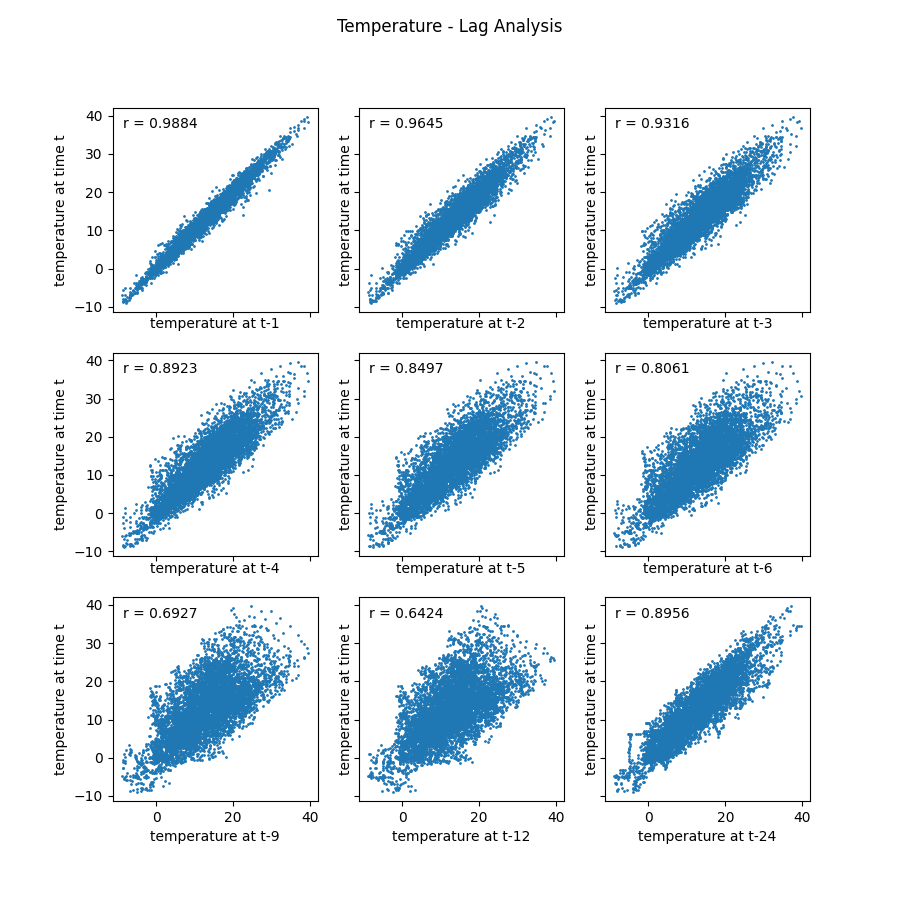 Temperature - Lag Analysis
r = 0.9884
r = 0.9645
r = 0.9316
temperature at time t
temperature at time t
temperature at time t
40
30
20
10
0
−10
temperature at t-1
temperature at t-2
temperature at t-3
r = 0.8923
r = 0.8497
r = 0.8061
temperature at time t
temperature at time t
temperature at time t
40
30
20
10
0
−10
temperature at t-4
temperature at t-5
temperature at t-6
r = 0.6927
r = 0.6424
r = 0.8956
temperature at time t
temperature at time t
temperature at time t
40
30
20
10
0
−10
0 20 40
0 20 40
0 20 40
temperature at t-9
temperature at t-12
temperature at t-24